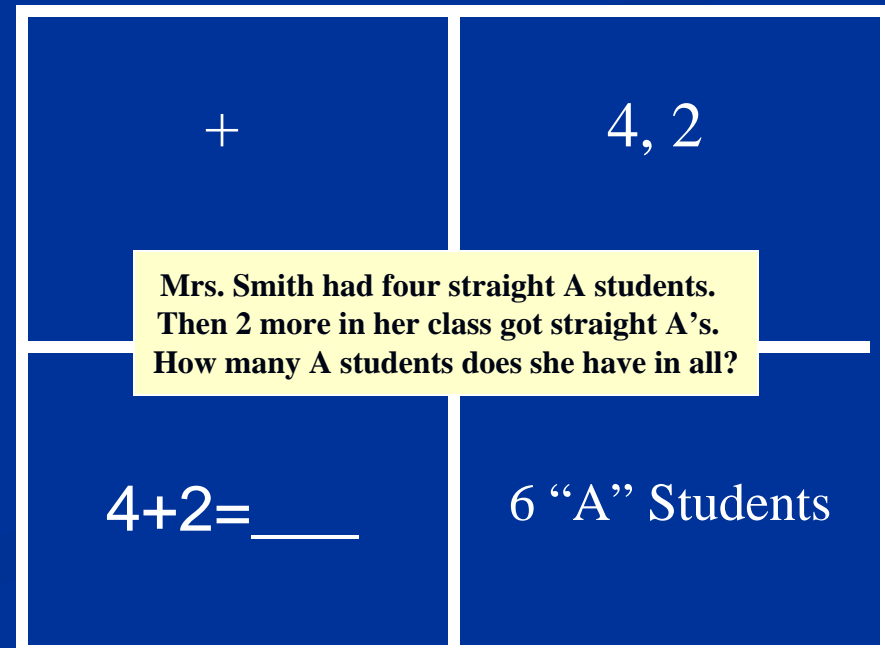 +
4, 2
Mrs. Smith had four straight A students.
Then 2 more in her class got straight A’s.
How many A students does she have in all?
4+2=____
6 “A” Students